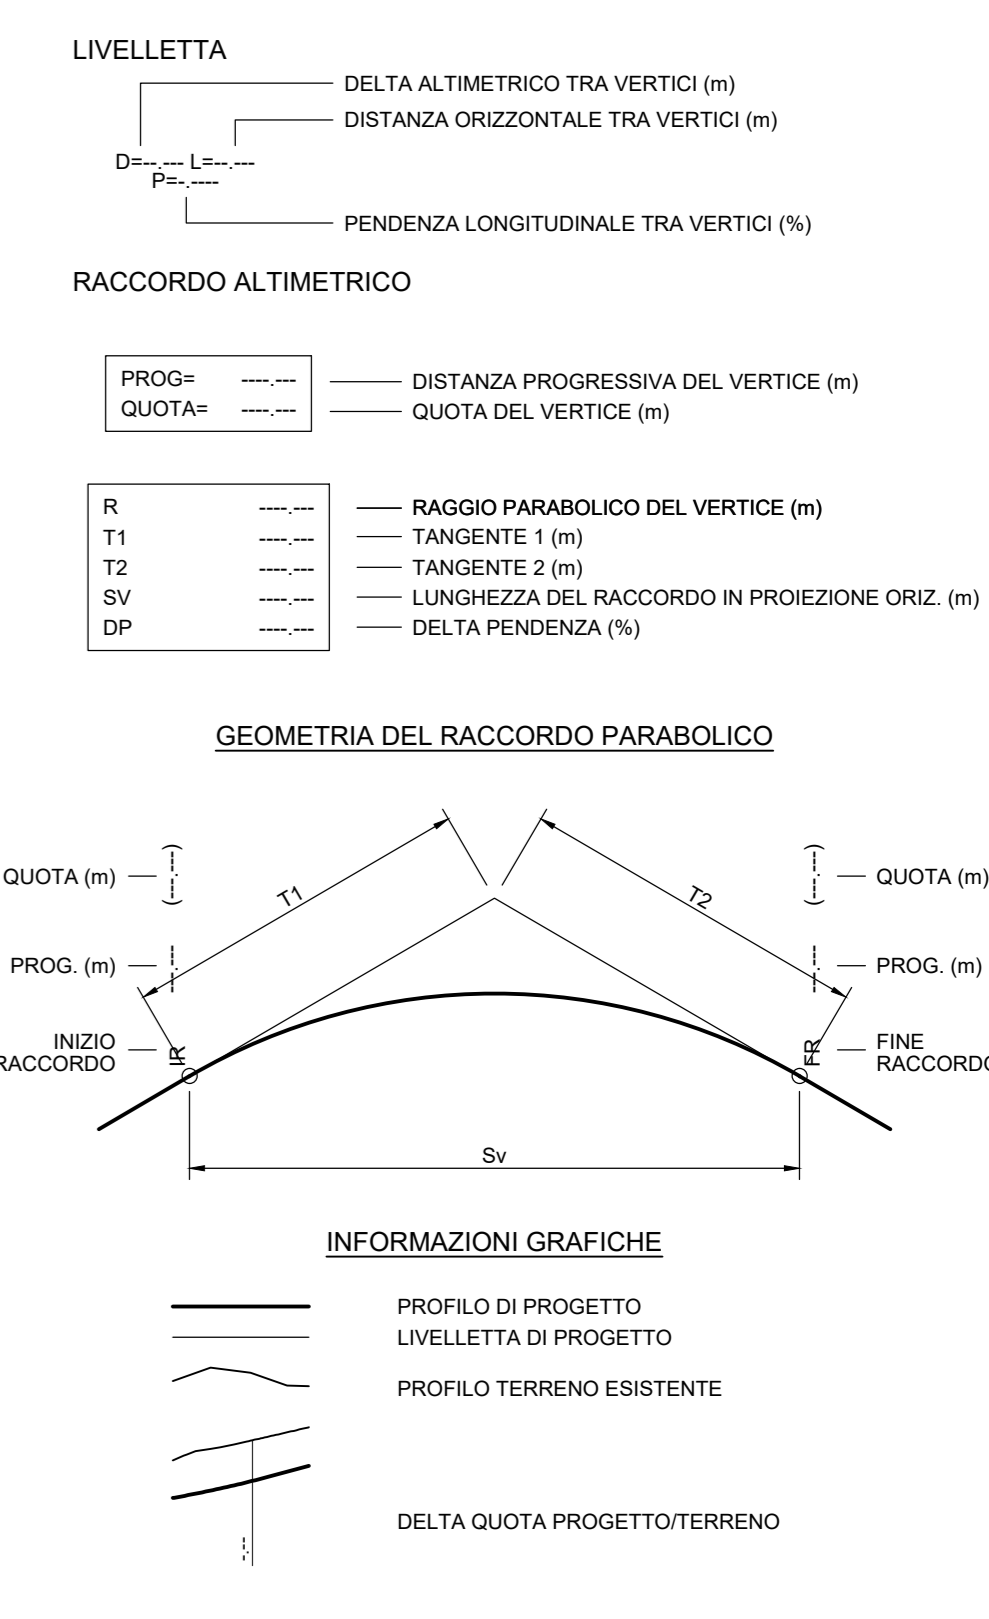 LIVELLETTA
DELTA ALTIMETRICO TRA VERTICI (m)
DISTANZA ORIZZONTALE TRA VERTICI (m)
D=--.--- L=--.---
P=-.----
PENDENZA LONGITUDINALE TRA VERTICI (%)
RACCORDO ALTIMETRICO
PROG= ----.--- DISTANZA PROGRESSIVA DEL VERTICE (m)
QUOTA= ----.--- QUOTA DEL VERTICE (m)
R ----.--- RAGGIO PARABOLICO DEL VERTICE (m)
T1 ----.--- TANGENTE 1 (m)
T2 ----.--- TANGENTE 2 (m)
SV ----.--- LUNGHEZZA DEL RACCORDO IN PROIEZIONE ORIZ. (m)
DP ----.--- DELTA PENDENZA (%)
GEOMETRIA DEL RACCORDO PARABOLICO
QUOTA (m) (----.---) T1 T2 (----.---) QUOTA (m)
PROG. (m) ----.--- ----.--- PROG. (m)
INIZIO IR FR FINE
RACCORDO RACCORDO
Sv
INFORMAZIONI GRAFICHE
PROFILO DI PROGETTO
LIVELLETTA DI PROGETTO
PROFILO TERRENO ESISTENTE
DELTA QUOTA PROGETTO/TERRENO
--.--